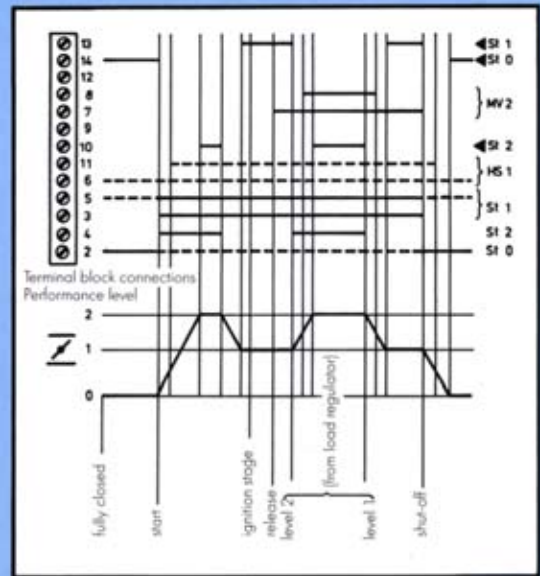 13
◀St 1
14
◀St 0
12
8
MV2
7
9
10
◀St 2
11
HS 1
6
5
St 1
3
4
St 2
2
St 0
Terminal block connections
Performance level
2
1
0
fully closed
start
ignition stage
release
level 2
(from load regulator)
level 1
shut-off